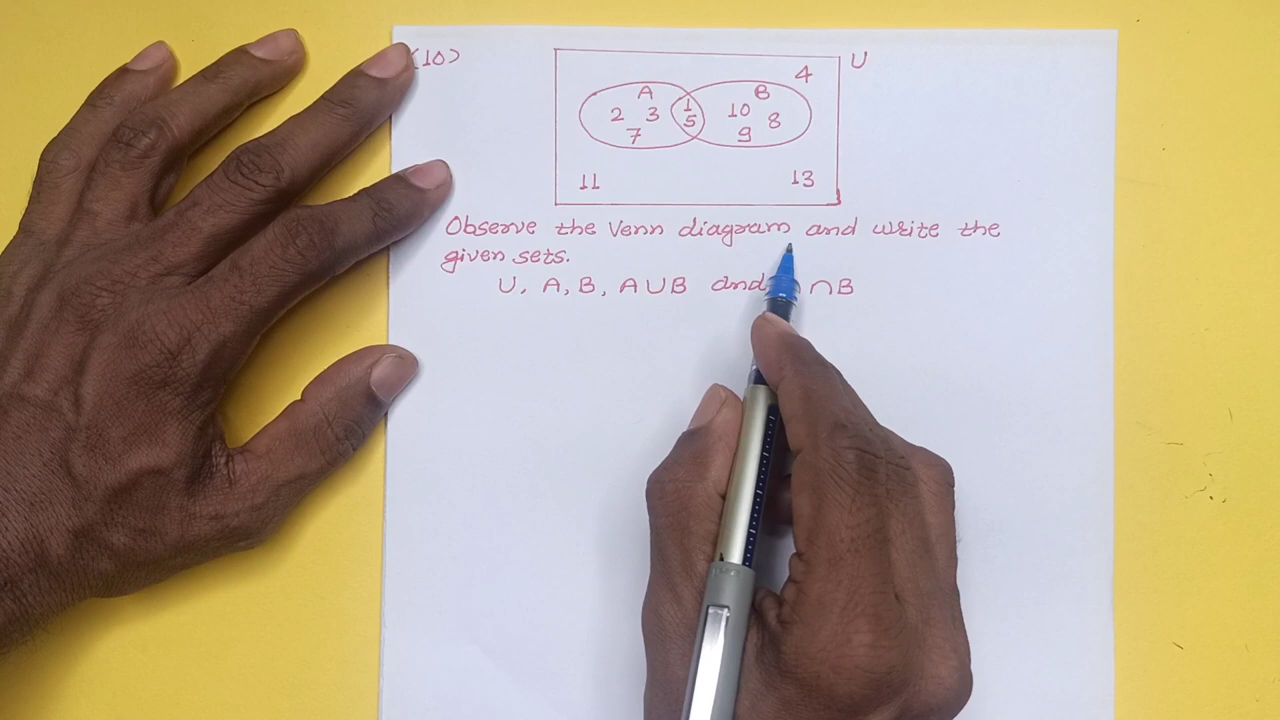 (10)
U
4
A
B
2 3 1 10 8
7 5 9
11 13
Observe the Venn diagram and write the
given sets.
U, A, B, A∪B and ∩B